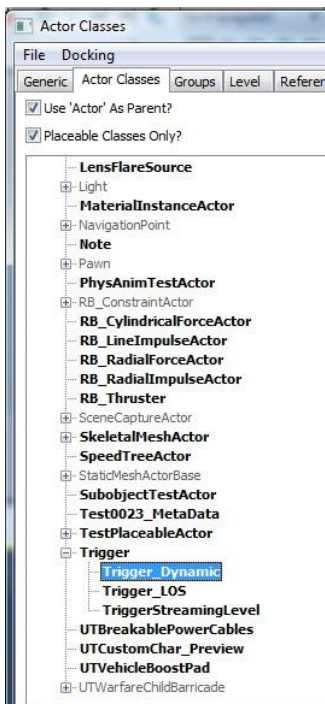 Actor Classes
File Docking
Generic Actor Classes Groups Level Referen
Use 'Actor' As Parent?
Placeable Classes Only?
LensFlareSource
Light
MaterialInstanceActor
NavigationPoint
Note
Pawn
PhysAnimTestActor
RB_ConstraintActor
RB_CylindricalForceActor
RB_LineImpulseActor
RB_RadialForceActor
RB_RadialImpulseActor
RB_Thruster
SceneCaptureActor
SkeletalMeshActor
SpeedTreeActor
StaticMeshActorBase
SubobjectTestActor
Test0023_MetaData
TestPlaceableActor
Trigger
Trigger_Dynamic
Trigger_LOS
TriggerStreamingLevel
UTBreakablePowerCables
UTCustomChar_Preview
UTVehicleBoostPad
UTWarfareChildBarricade